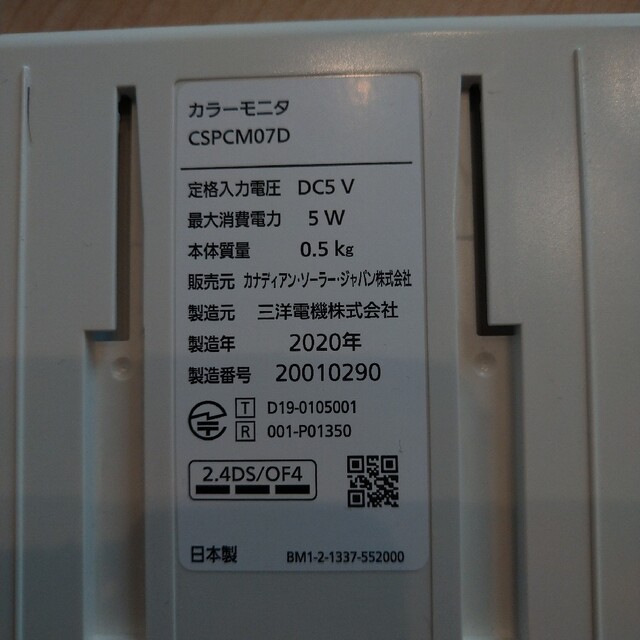 カラーモニタ
CSPCM07D
定格入力電圧 DC5 V
最大消費電力 5 W
本体質量 0.5 kg
販売元 カナディアン・ソーラー・ジャパン株式会社
製造元 三洋電機株式会社
製造年 2020年
製造番号 20010290
T D19-0105001
R 001-P01350
2.4DS/OF4
日本製 BM1-2-1337-552000